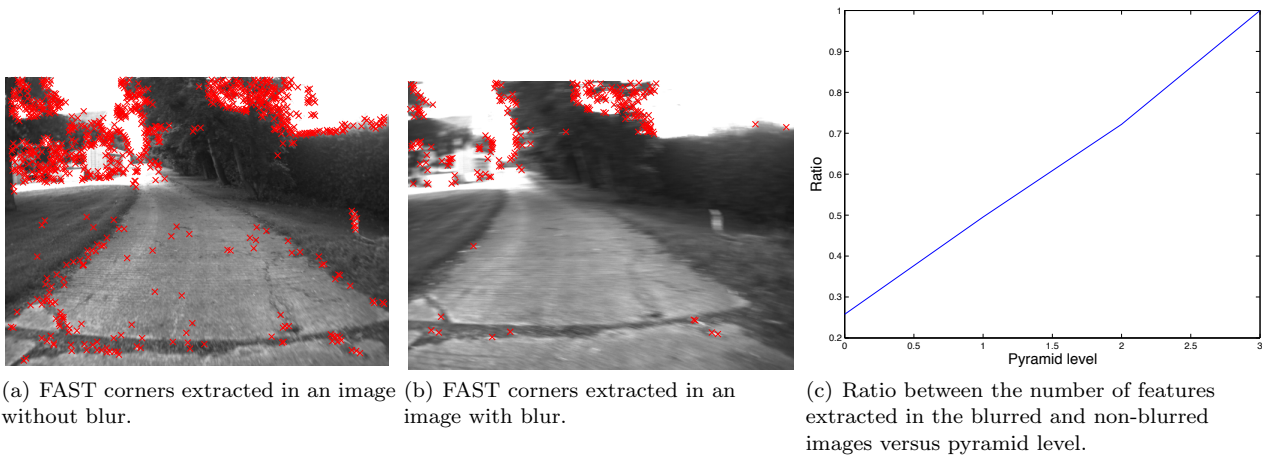 1
0.9
0.8
0.7
0.6
0.5
0.4
0.3
0.2
Ratio
0 0.5 1 1.5 2 2.5 3
Pyramid level
(a) FAST corners extracted in an image
without blur.
(b) FAST corners extracted in an
image with blur.
(c) Ratio between the number of features
extracted in the blurred and non-blurred
images versus pyramid level.